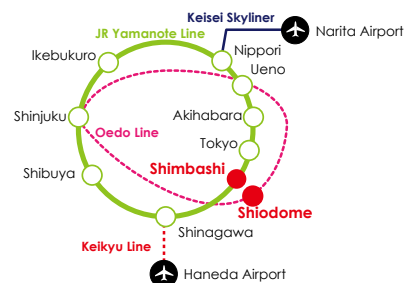 Keisei Skyliner
Narita Airport
JR Yamanote Line
Nippori
Ikebukuro
Ueno
Shinjuku
Akihabara
Oedo Line
Tokyo
Shimbashi
Shibuya
Shiodome
Shinagawa
Keikyu Line
Haneda Airport